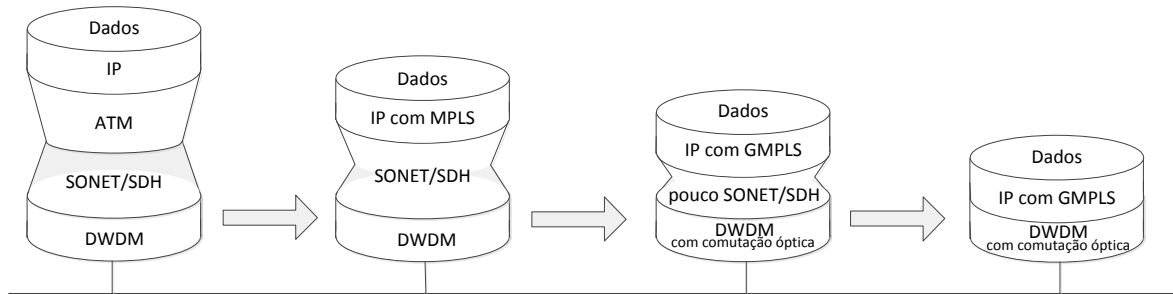 Dados
IP
ATM
SONET/SDH
DWDM
Dados
IP com MPLS
SONET/SDH
DWDM
Dados
IP com GMPLS
pouco SONET/SDH
DWDM
com comutação óptica
Dados
IP com GMPLS
DWDM
com comutação óptica